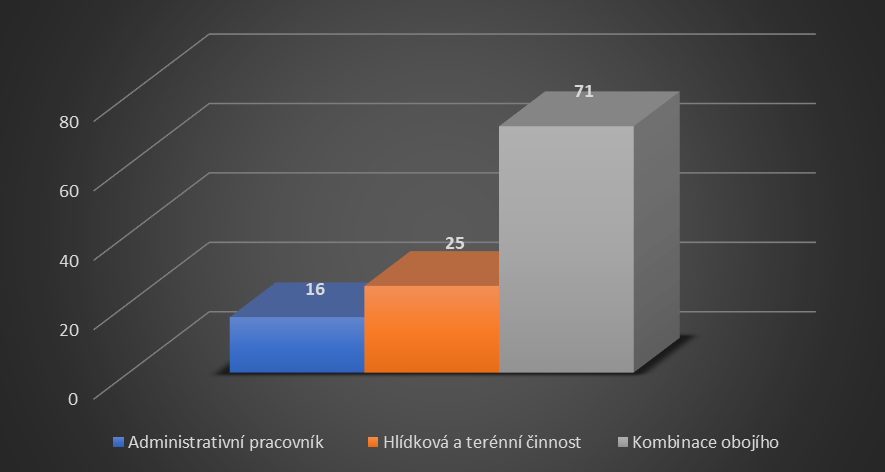 80
60
40
20
0
71
25
16
Administrativní pracovník
Hlídková a terénní činnost
Kombinace obojího